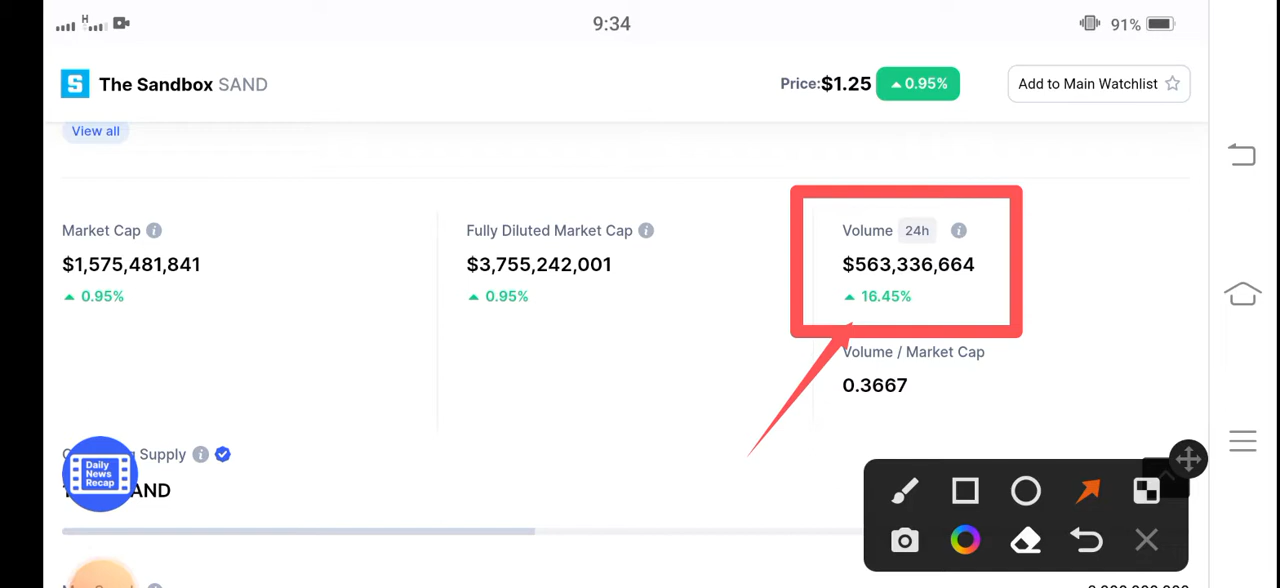 H
9:34
91%
S The Sandbox SAND
Price:$1.25 0.95%
Add to Main Watchlist
View all
Market Cap
$1,575,481,841
0.95%
Fully Diluted Market Cap
$3,755,242,001
0.95%
Volume 24h
$563,336,664
16.45%
Volume / Market Cap
0.3667
Supply
Daily
News
Recap